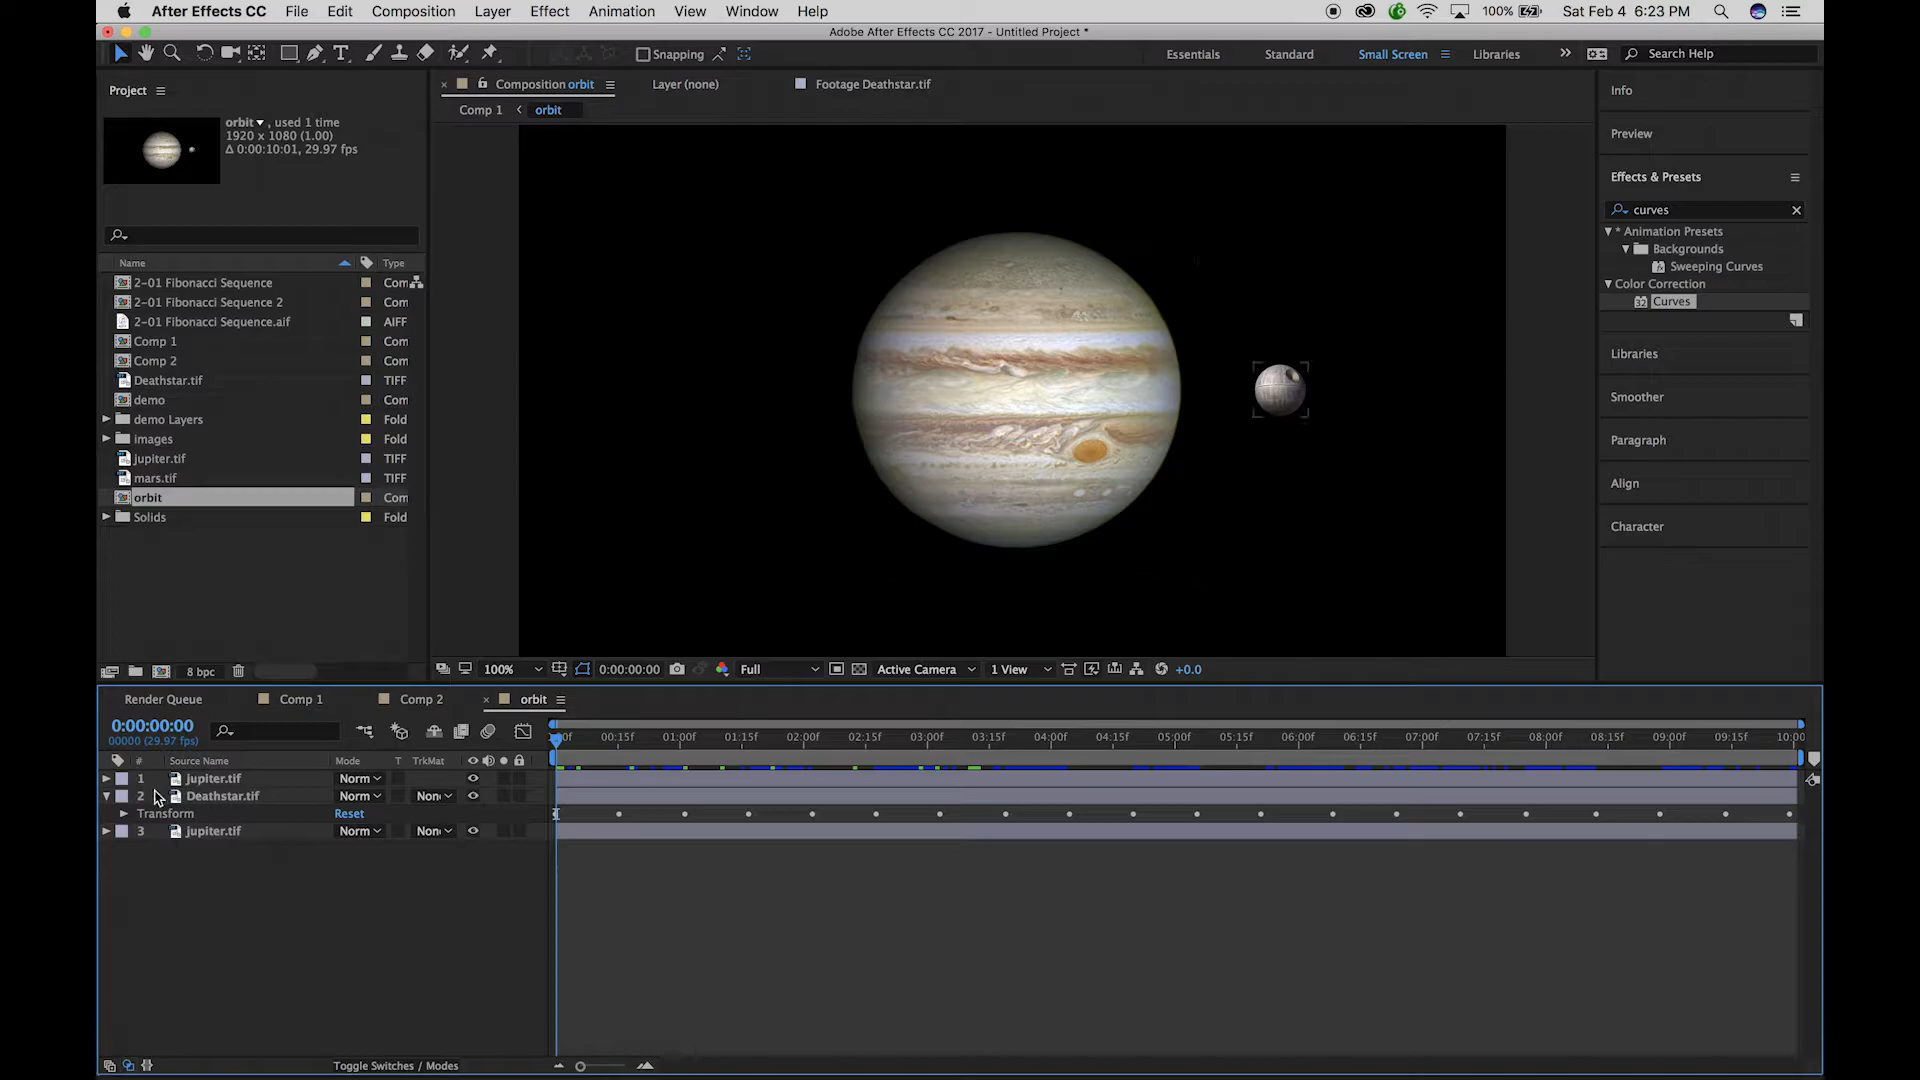 After Effects CC File Edit Composition Layer Effect Animation View Window Help 100% Sat Feb 4 6:23 PM
Adobe After Effects CC 2017 - Untitled Project *
Snapping Essentials Standard Small Screen Libraries Search Help
Project
orbit , used 1 time
1920 x 1080 (1.00)
Δ 0:00:10:01, 29.97 fps
Name Type
2-01 Fibonacci Sequence Com
2-01 Fibonacci Sequence 2 Com
2-01 Fibonacci Sequence.aif AIFF
Comp 1 Com
Comp 2 Com
Deathstar.tif TIFF
demo Com
demo Layers Fold
images Fold
jupiter.tif TIFF
mars.tif TIFF
orbit Com
Solids Fold
8 bpc
Composition orbit Layer (none) Footage Deathstar.tif
Comp 1 orbit
100% 0:00:00:00 Full Active Camera 1 View +0.0
Info
Preview
Effects & Presets
curves
* Animation Presets
Backgrounds
Sweeping Curves
Color Correction
32 Curves
Libraries
Smoother
Paragraph
Align
Character
Render Queue Comp 1 Comp 2 orbit
0:00:00:00
00000 (29.97 fps)
00f 00:15f 01:00f 01:15f 02:00f 02:15f 03:00f 03:15f 04:00f 04:15f 05:00f 05:15f 06:00f 06:15f 07:00f 07:15f 08:00f 08:15f 09:00f 09:15f 10:00
# Source Name Mode T TrkMat
1 jupiter.tif Norm
2 Deathstar.tif Norm Non
Transform Reset
3 jupiter.tif Norm Non
Toggle Switches / Modes